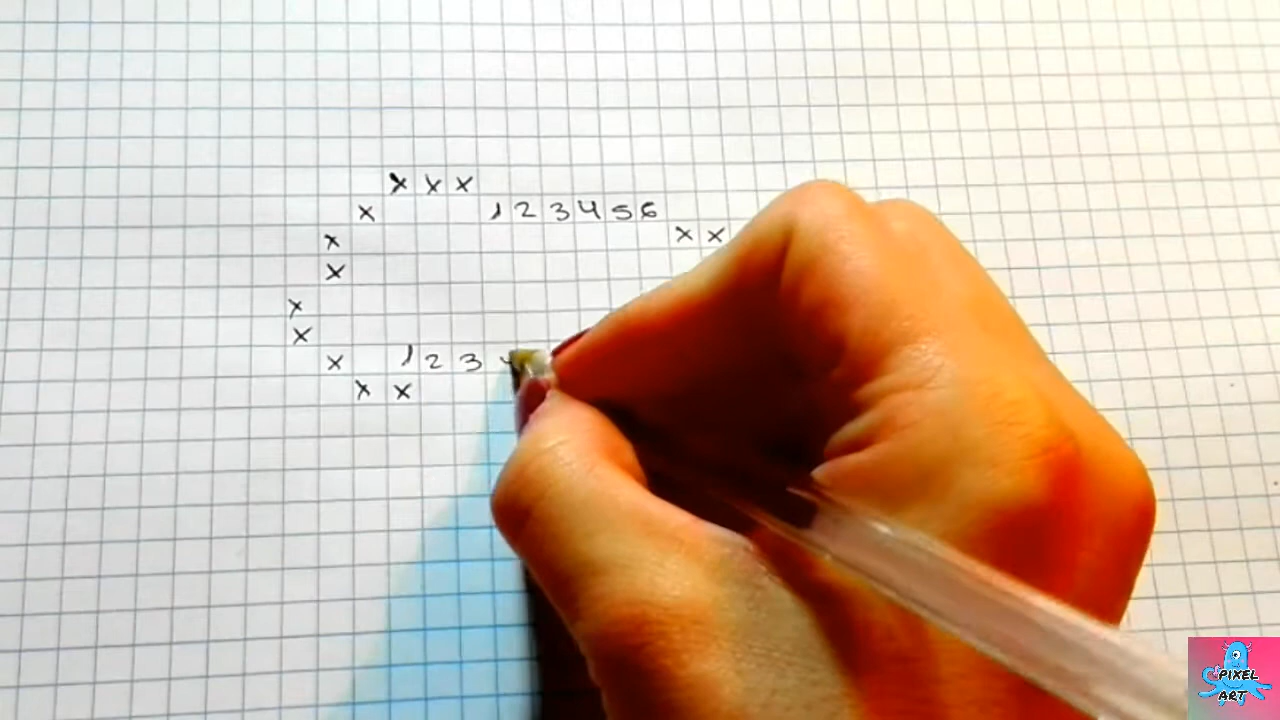 x x x
x 1 2 3 4 5 6
x x x
x
x
x
x 1 2 3
x x
PIXEL
ART